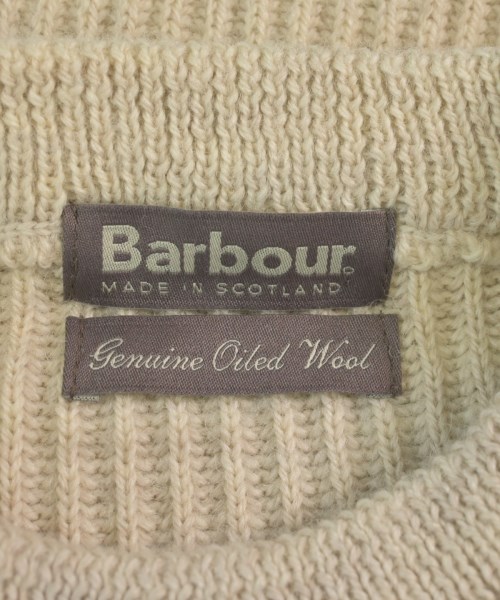 Barbour
MADE IN SCOTLAND
Genuine Oiled Wool